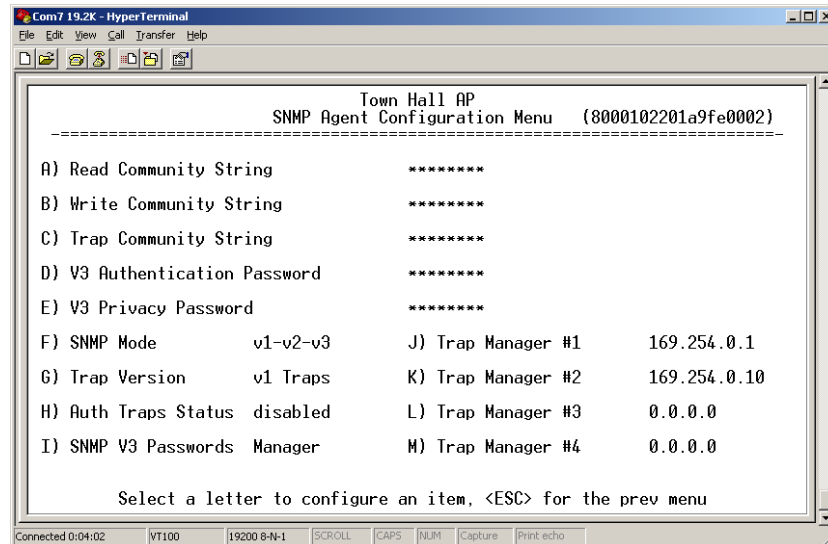 Com7 19.2K - HyperTerminal
File Edit View Call Transfer Help
Town Hall AP
SNMP Agent Configuration Menu (8000102201a9fe0002)
-==========================================================================-
A) Read Community String ********
B) Write Community String ********
C) Trap Community String ********
D) V3 Authentication Password ********
E) V3 Privacy Password ********
F) SNMP Mode v1-v2-v3 J) Trap Manager #1 169.254.0.1
G) Trap Version v1 Traps K) Trap Manager #2 169.254.0.10
H) Auth Traps Status disabled L) Trap Manager #3 0.0.0.0
I) SNMP V3 Passwords Manager M) Trap Manager #4 0.0.0.0
Select a letter to configure an item, <ESC> for the prev menu
Connected 0:04:02 VT100 19200 8-N-1 SCROLL CAPS NUM Capture Print echo